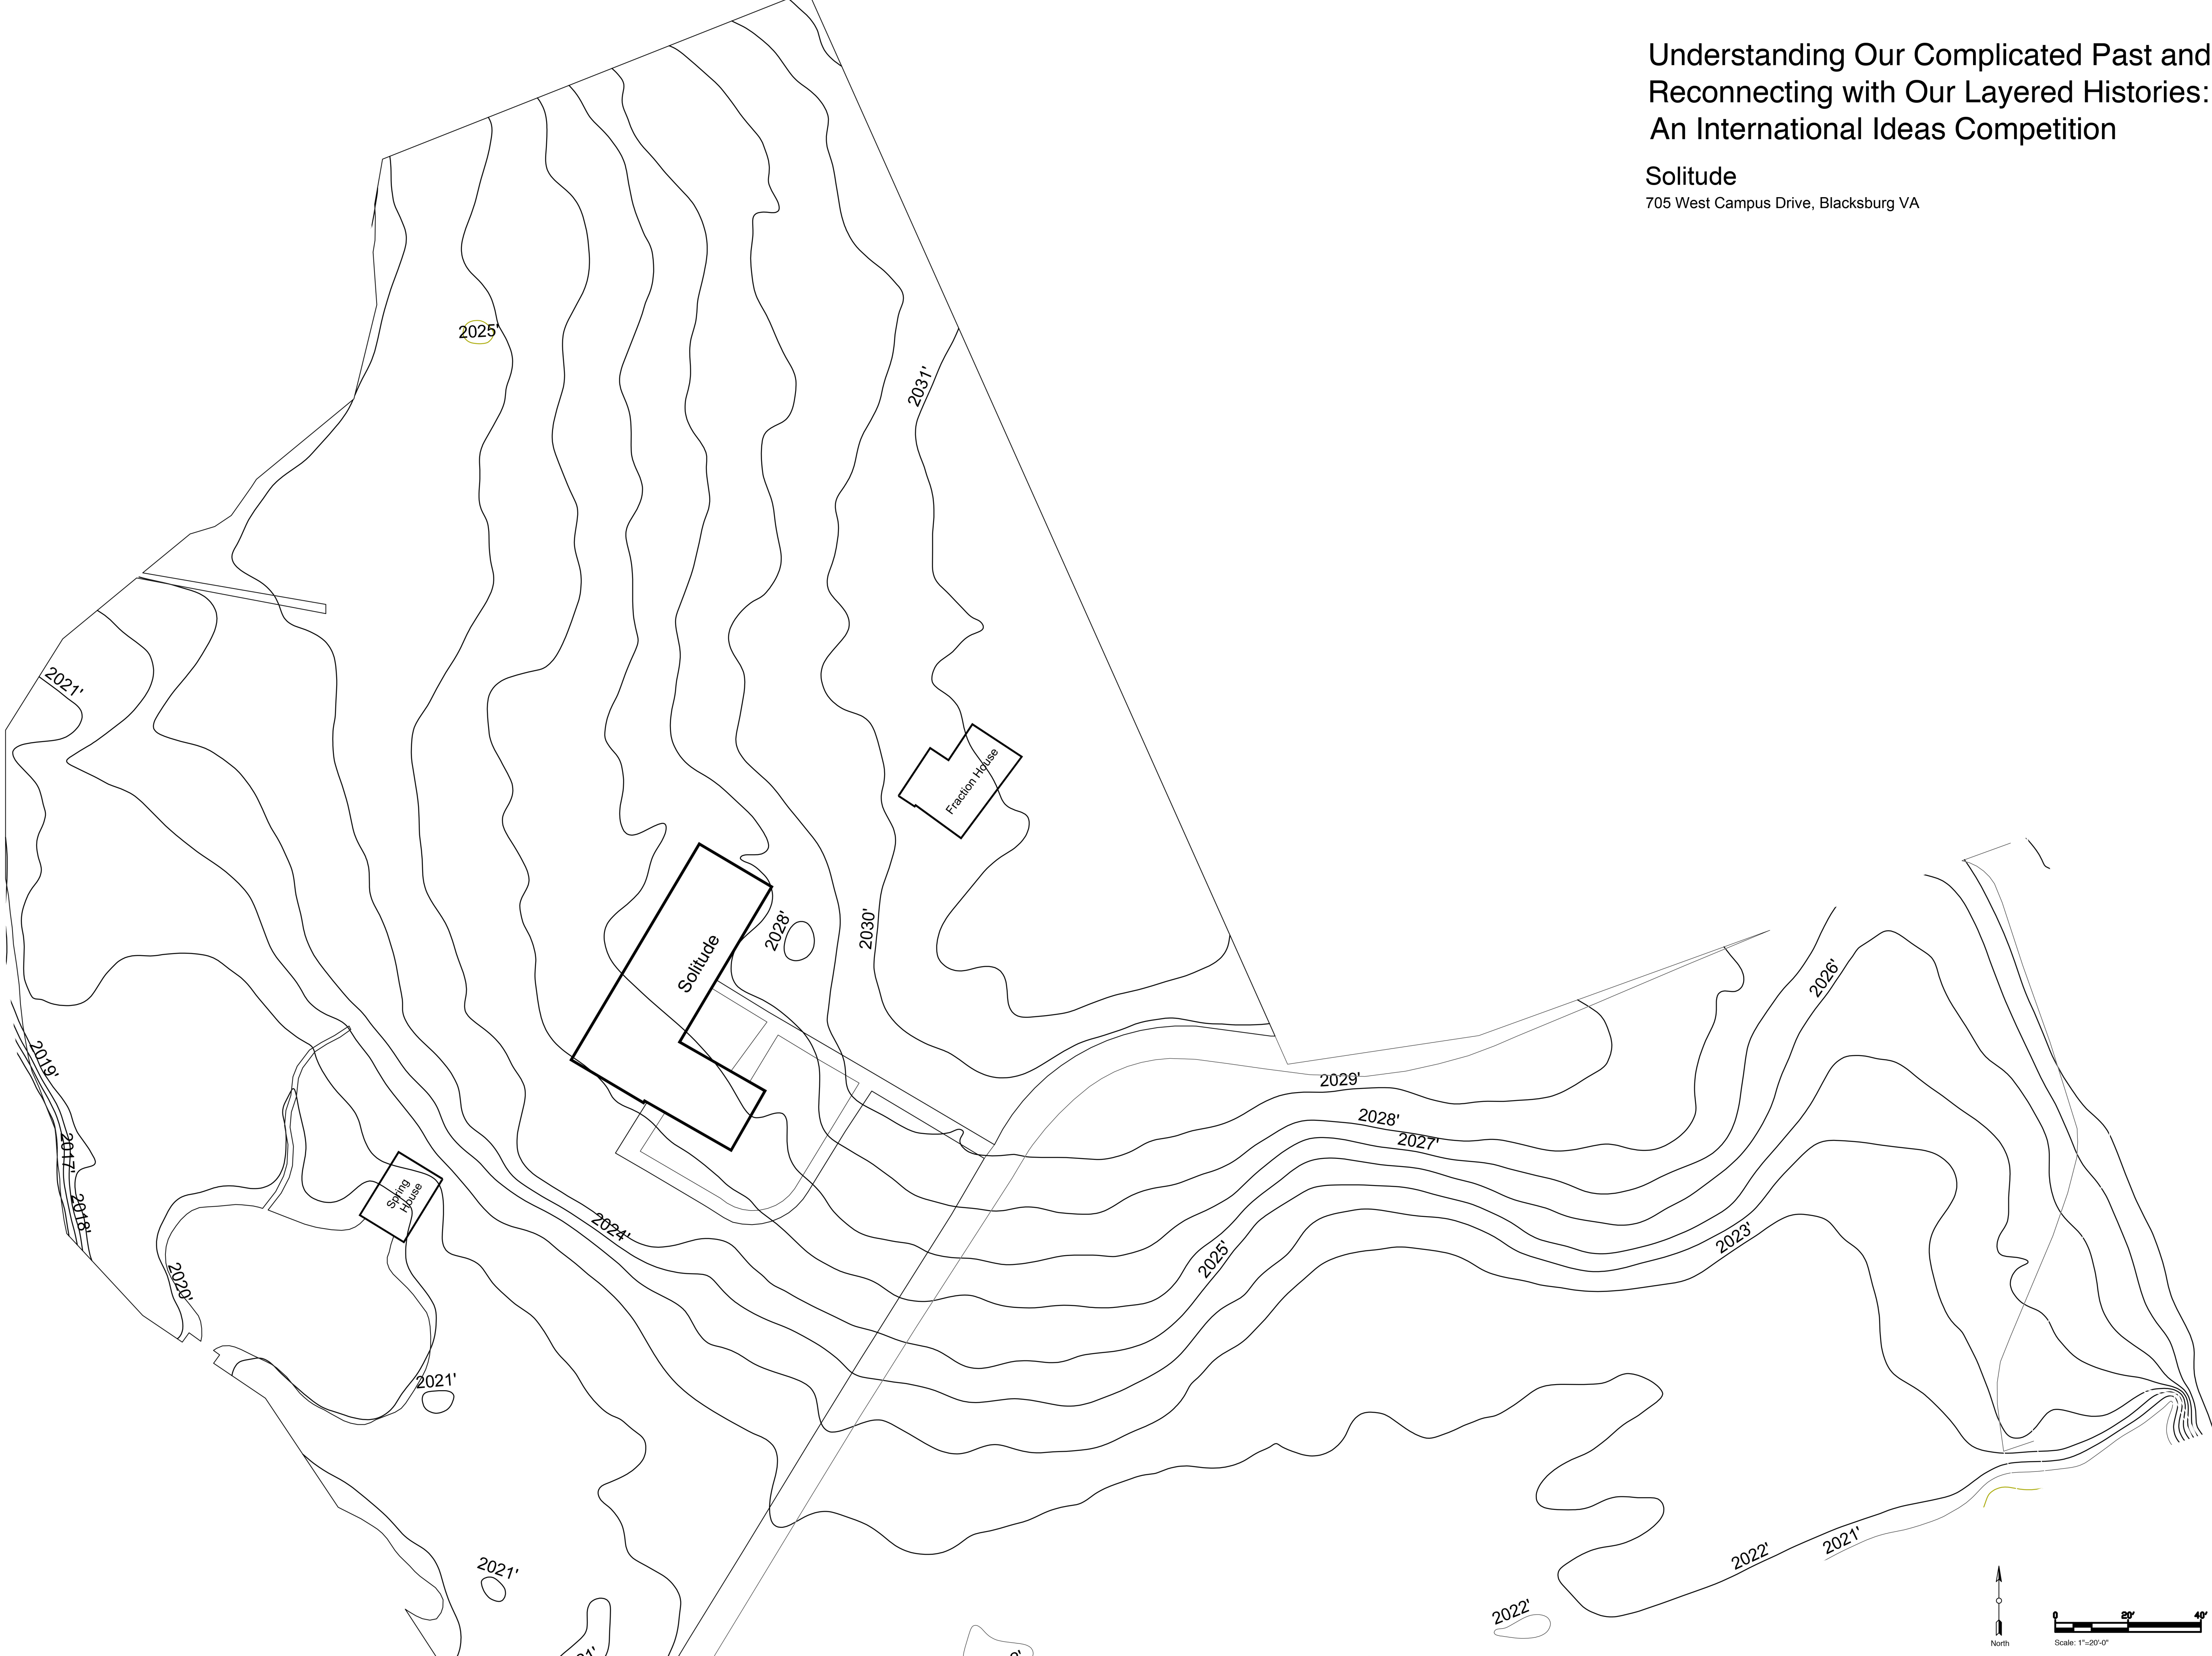 Understanding Our Complicated Past and
Reconnecting with Our Layered Histories:
An International Ideas Competition
Solitude
705 West Campus Drive, Blacksburg VA
2025'
2031'
2021'
Fraction House
2028'
2030'
Solitude
2026'
2019'
2029'
2028'
2027'
2017'
2018'
Spring
House
2024'
2025'
2023'
2020'
2021'
2021'
2022'
2021'
2022'
North
0 20' 40'
Scale: 1"=20'-0"